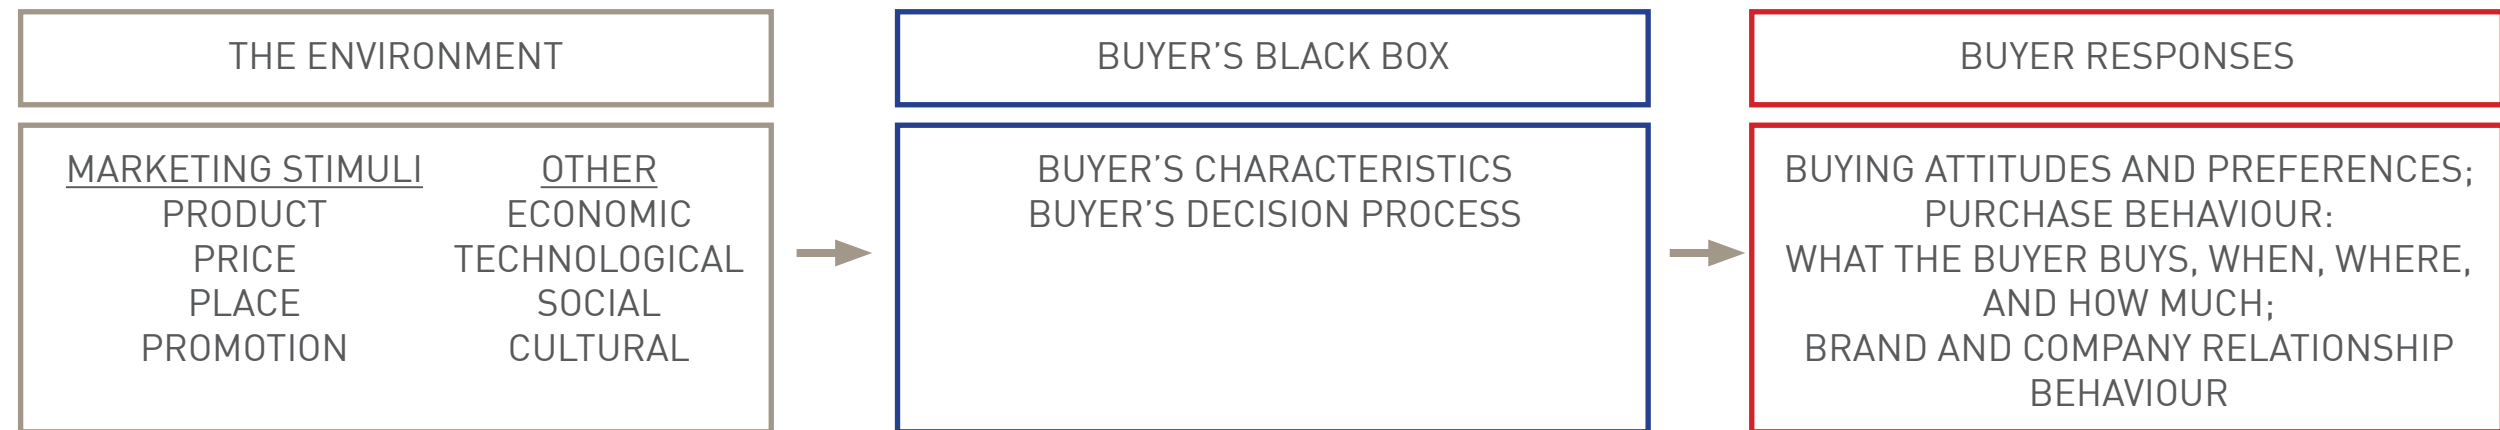 THE ENVIRONMENT
MARKETING STIMULI
PRODUCT
PRICE
PLACE
PROMOTION
OTHER
ECONOMIC
TECHNOLOGICAL
SOCIAL
CULTURAL
BUYER’S BLACK BOX
BUYER’S CHARACTERISTICS
BUYER’S DECISION PROCESS
BUYER RESPONSES
BUYING ATTITUDES AND PREFERENCES;
PURCHASE BEHAVIOUR:
WHAT THE BUYER BUYS, WHEN, WHERE,
AND HOW MUCH;
BRAND AND COMPANY RELATIONSHIP
BEHAVIOUR